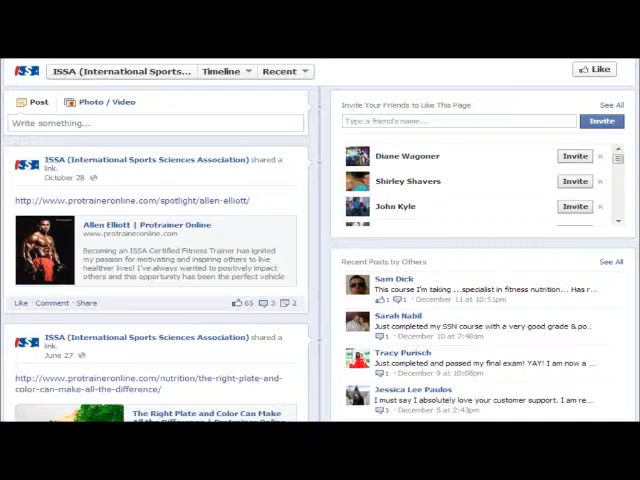 ISSA (International Sports... Timeline Recent
Like
Post Photo / Video
Write something...
ISSA (International Sports Sciences Association) shared a
link.
October 28
http://www.protraineronline.com/spotlight/allen-elliott/
Allen Elliott | Protrainer Online
www.protraineronline.com
Becoming an ISSA Certified Fitness Trainer has ignited
my passion for motivating and inspiring others to live
healthier lives! I've always wanted to positively impact
others and this opportunity has been the perfect vehicle
Like · Comment · Share
65 3 2
ISSA (International Sports Sciences Association) shared a
link.
June 27
http://www.protraineronline.com/nutrition/the-right-plate-and-
color-can-make-all-the-difference/
The Right Plate and Color Can Make
All the Difference | Protrainer Online
Invite Your Friends to Like This Page See All
Type a friend's name... Invite
Diane Wagoner Invite
Shirley Shavers Invite
John Kyle Invite
Recent Posts by Others See All
Sam Dick
This course I'm taking ...specialist in fitness nutrition... Has r...
1 1 · December 11 at 10:51pm
Sarah Nabil
Just completed my SSN course with a very good grade & po...
1 · December 10 at 7:48am
Tracy Purisch
Just completed and passed my final exam! YAY! I am now a ...
1 · December 9 at 10:08pm
Jessica Lee Paulos
I must say I absolutely love your customer support. I am re...
3 · December 5 at 2:43pm